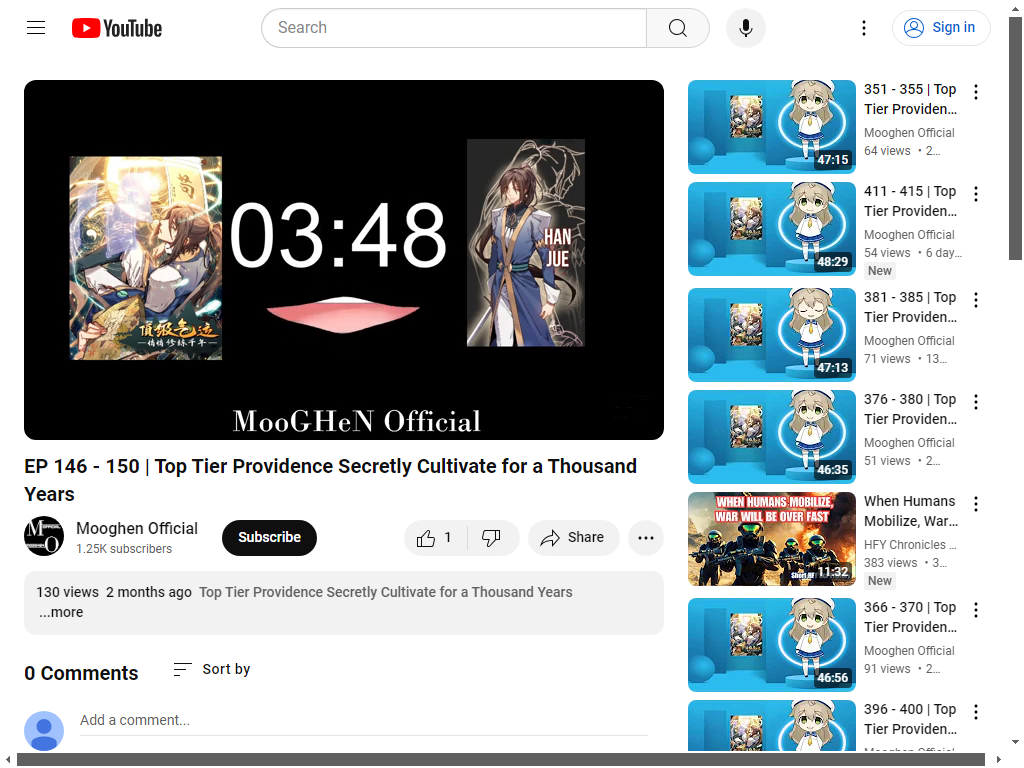 YouTube
Search
Sign in
03:48
HAN
JUE
MooGHeN Official
EP 146 - 150 | Top Tier Providence Secretly Cultivate for a Thousand
Years
Mooghen Official
1.25K subscribers
Subscribe
1
Share
130 views 2 months ago Top Tier Providence Secretly Cultivate for a Thousand Years
...more
0 Comments
Sort by
Add a comment...
351 - 355 | Top
Tier Providen...
Mooghen Official
64 views • 2...
47:15
411 - 415 | Top
Tier Providen...
Mooghen Official
54 views • 6 day...
New
48:29
381 - 385 | Top
Tier Providen...
Mooghen Official
71 views • 13...
47:13
376 - 380 | Top
Tier Providen...
Mooghen Official
51 views • 2...
46:35
WHEN HUMANS MOBILIZE,
WAR WILL BE OVER FAST
11:32
When Humans
Mobilize, War...
HFY Chronicles ...
383 views • 3...
New
366 - 370 | Top
Tier Providen...
Mooghen Official
91 views • 2...
46:56
396 - 400 | Top
Tier Providen...
Mooghen Official